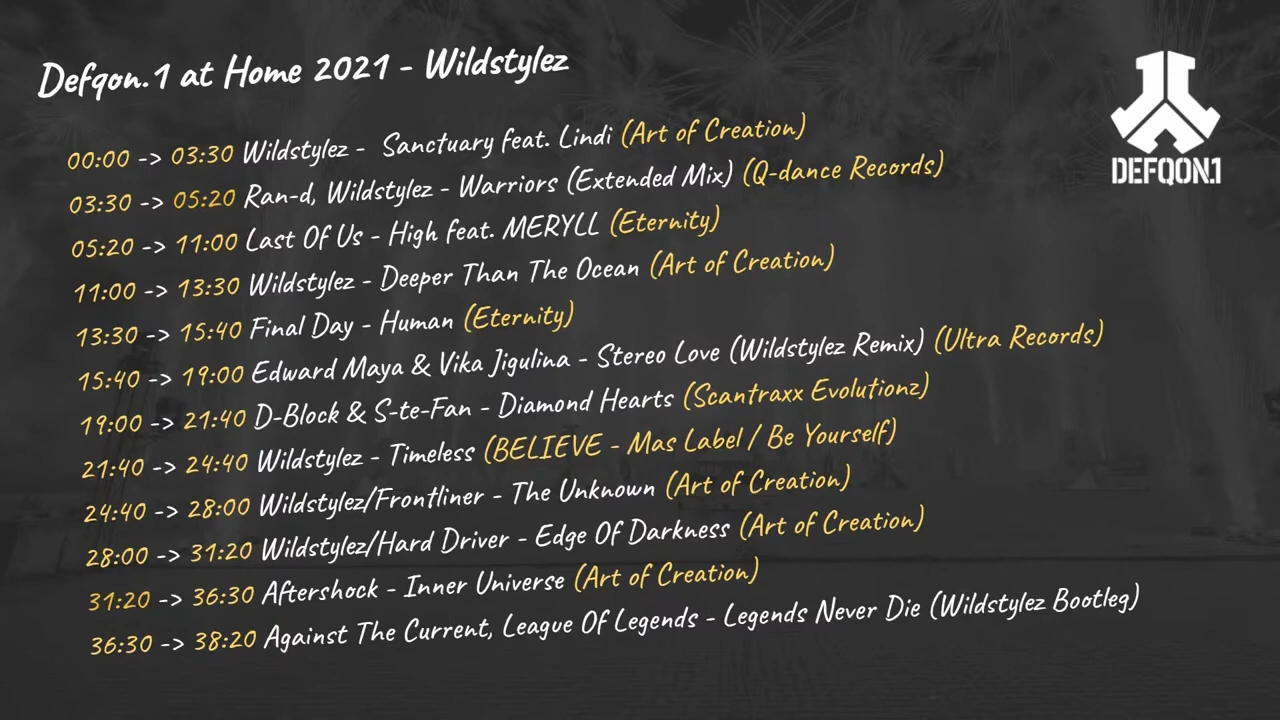 Defqon.1 at Home 2021 - Wildstylez
DEFQON.1
00:00 -> 03:30 Wildstylez - Sanctuary feat. Lindi (Art of Creation)
03:30 -> 05:20 Ran-d, Wildstylez - Warriors (Extended Mix) (Q-dance Records)
05:20 -> 11:00 Last Of Us - High feat. MERYLL (Eternity)
11:00 -> 13:30 Wildstylez - Deeper Than The Ocean (Art of Creation)
13:30 -> 15:40 Final Day - Human (Eternity)
15:40 -> 19:00 Edward Maya & Vika Jigulina - Stereo Love (Wildstylez Remix) (Ultra Records)
19:00 -> 21:40 D-Block & S-te-Fan - Diamond Hearts (Scantraxx Evolutionz)
21:40 -> 24:40 Wildstylez - Timeless (BELIEVE - Mas Label / Be Yourself)
24:40 -> 28:00 Wildstylez/Frontliner - The Unknown (Art of Creation)
28:00 -> 31:20 Wildstylez/Hard Driver - Edge Of Darkness (Art of Creation)
31:20 -> 36:30 Aftershock - Inner Universe (Art of Creation)
36:30 -> 38:20 Against The Current, League Of Legends - Legends Never Die (Wildstylez Bootleg)